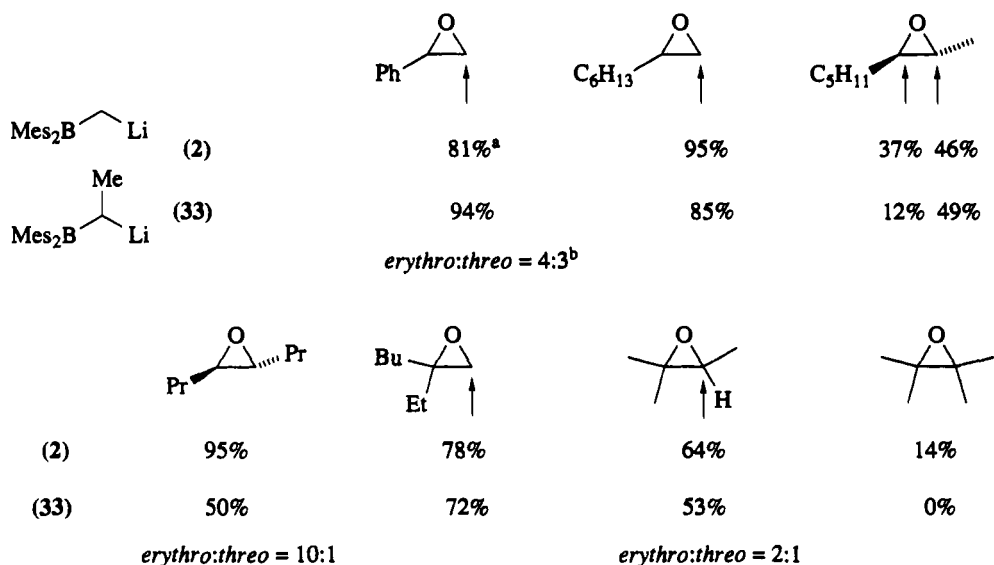 O O O
Ph C₆H₁₃ C₅H₁₁
Mes₂B Li (2) 81%ᵃ 95% 37% 46%
Me
Mes₂B Li (33) 94% 85% 12% 49%
erythro:threo = 4:3ᵇ
O O O O
Pr Pr Bu Et H
(2) 95% 78% 64% 14%
(33) 50% 72% 53% 0%
erythro:threo = 10:1 erythro:threo = 2:1